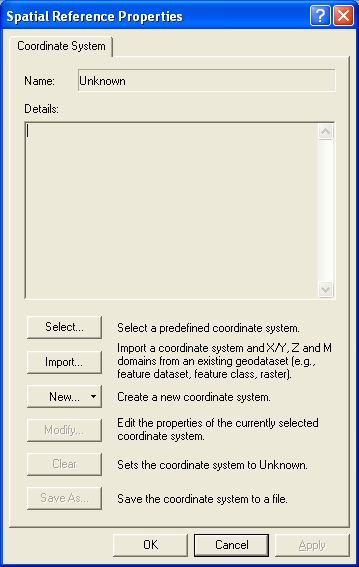 Spatial Reference Properties
Coordinate System
Name: Unknown
Details:
Select... Select a predefined coordinate system.
Import... Import a coordinate system and X/Y, Z and M
domains from an existing geodataset (e.g.,
feature dataset, feature class, raster).
New... Create a new coordinate system.
Modify... Edit the properties of the currently selected
coordinate system.
Clear Sets the coordinate system to Unknown.
Save As... Save the coordinate system to a file.
OK Cancel Apply